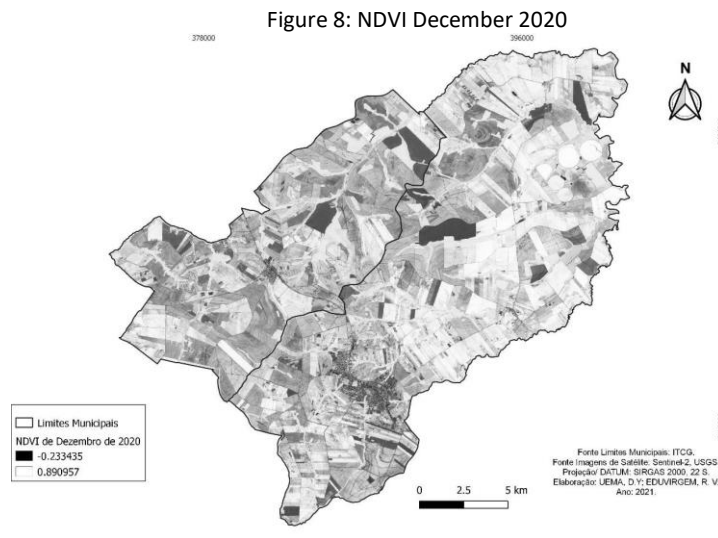 Figure 8: NDVI December 2020
378000
396000
N
Limites Municipais
NDVI de Dezembro de 2020
-0.233435
0.890957
0 2.5 5 km
Fonte Limites Municipais: ITCG.
Fonte Imagens de Satélite: Sentinel-2, USGS
Projeção/ DATUM: SIRGAS 2000, 22 S.
Elaboração: UEMA, D.Y; EDUVIRGEM, R. V
Ano: 2021.